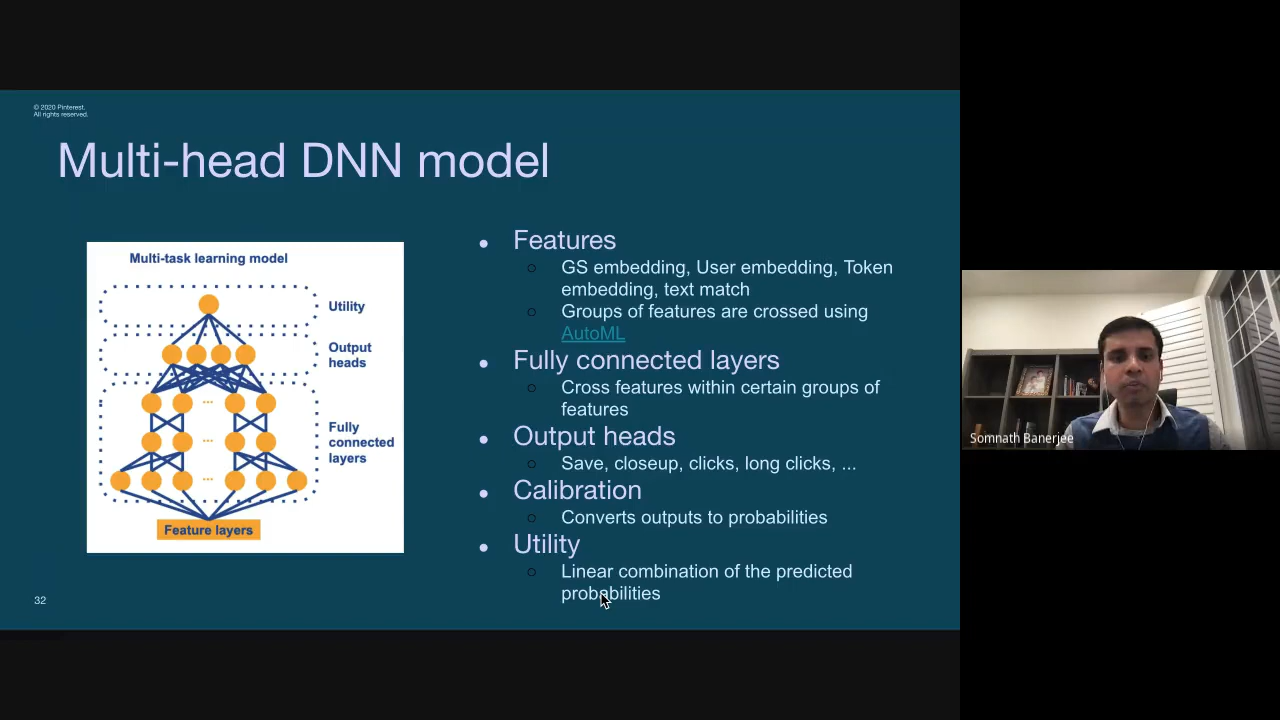 © 2020 Pinterest.
All rights reserved.
Multi-head DNN model
Multi-task learning model
Utility
Output
heads
Fully
connected
layers
Feature layers
Features
GS embedding, User embedding, Token
embedding, text match
Groups of features are crossed using
AutoML
Fully connected layers
Cross features within certain groups of
features
Output heads
Save, closeup, clicks, long clicks, ...
Calibration
Converts outputs to probabilities
Utility
Linear combination of the predicted
probabilities
32
Somnath Banerjee